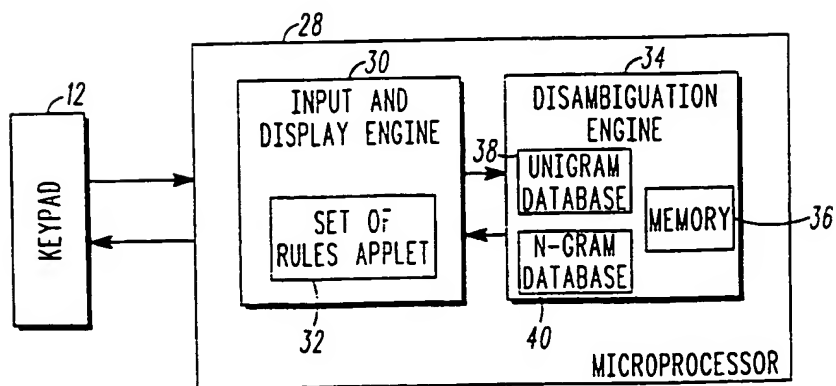 28
30
34
12
INPUT AND
DISPLAY ENGINE
DISAMBIGUATION
ENGINE
KEYPAD
38
UNIGRAM
DATABASE
MEMORY
36
SET OF
RULES APPLET
N-GRAM
DATABASE
32
40
MICROPROCESSOR